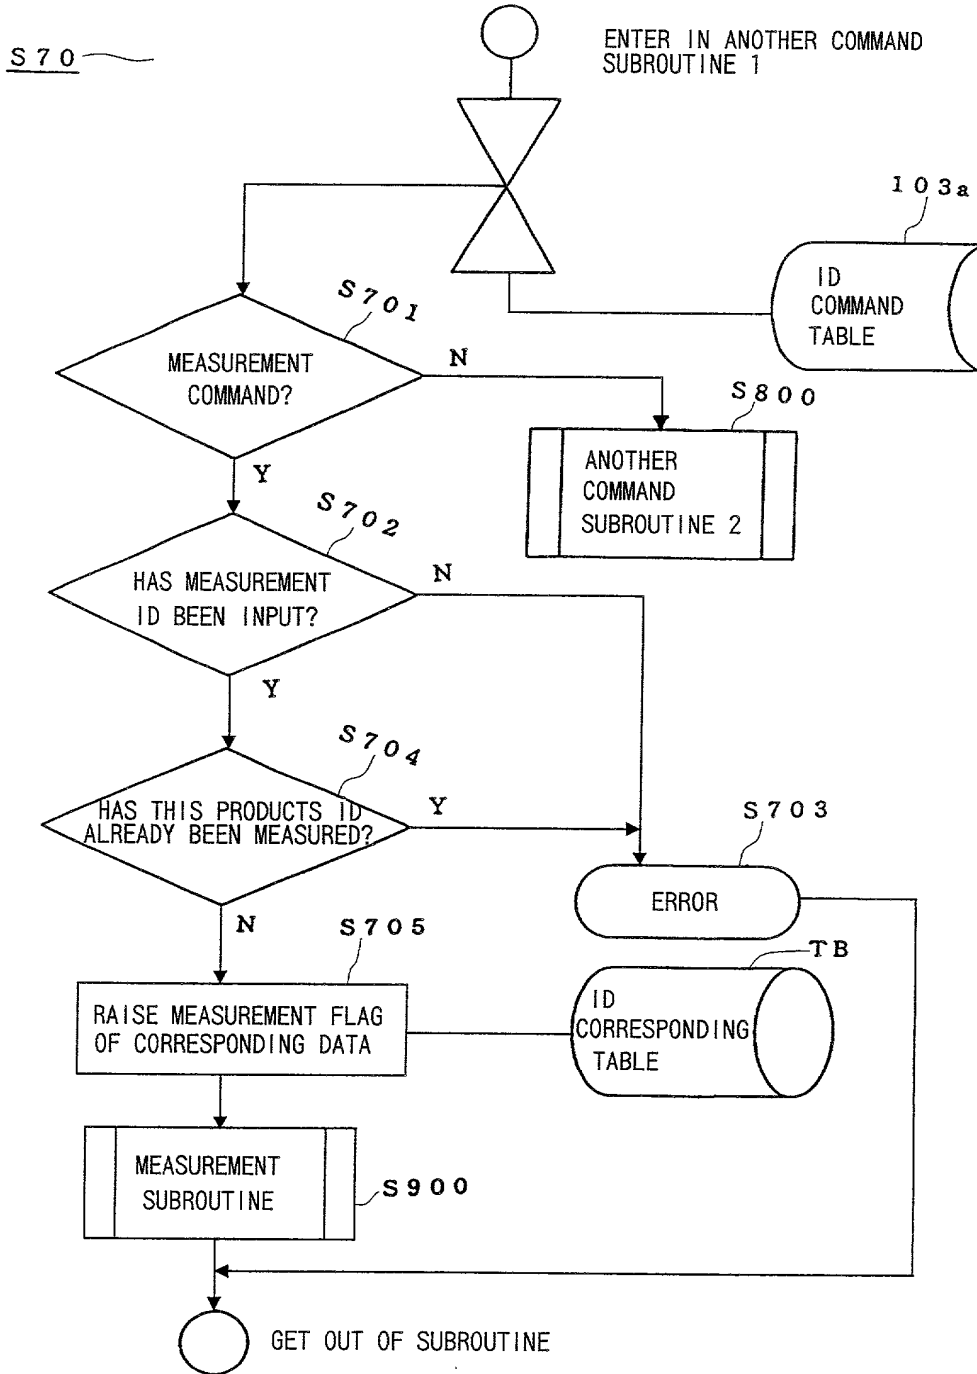 S70
ENTER IN ANOTHER COMMAND
SUBROUTINE 1
103a
ID
COMMAND
TABLE
S701
MEASUREMENT
COMMAND?
N
Y
S800
ANOTHER
COMMAND
SUBROUTINE 2
S702
HAS MEASUREMENT
ID BEEN INPUT?
N
Y
S704
HAS THIS PRODUCTS ID
ALREADY BEEN MEASURED?
Y
N
S703
ERROR
S705
RAISE MEASUREMENT FLAG
OF CORRESPONDING DATA
TB
ID
CORRESPONDING
TABLE
MEASUREMENT
SUBROUTINE
S900
GET OUT OF SUBROUTINE